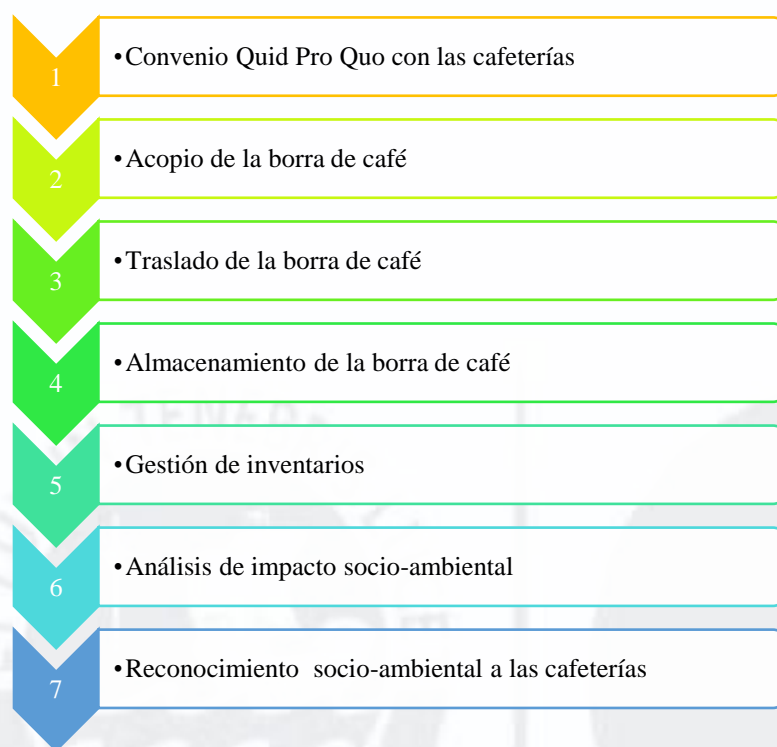 1
•Convenio Quid Pro Quo con las cafeterías
2
•Acopio de la borra de café
3
•Traslado de la borra de café
4
•Almacenamiento de la borra de café
5
•Gestión de inventarios
6
•Análisis de impacto socio-ambiental
7
•Reconocimiento socio-ambiental a las cafeterías